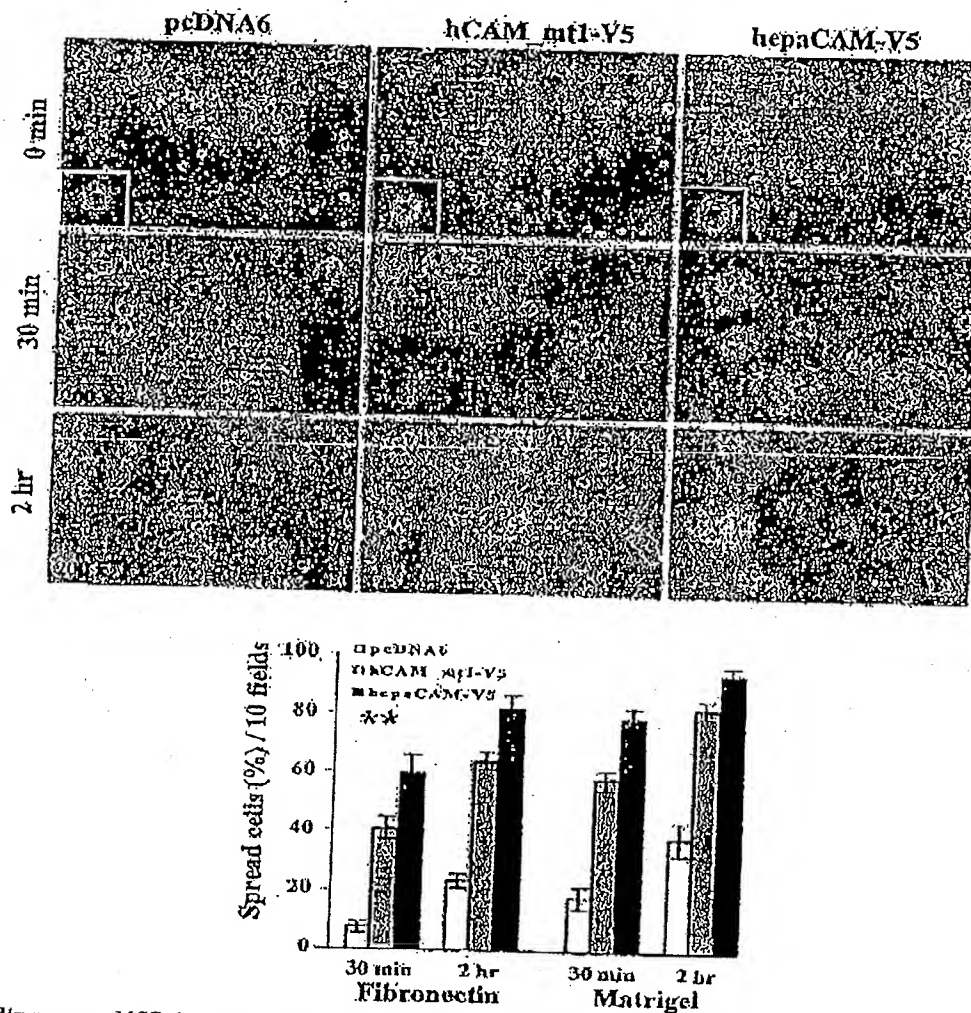 pcDNA6 hCAM_mt1-V5 hepaCAM-V5
0 min
30 min
2 hr
Spread cells (%) / 10 fields
100
80
60
40
20
0
pcDNA6
hCAM_mt1-V5
hepaCAM-V5
**
30 min 2 hr 30 min 2 hr
Fibronectin Matrigel